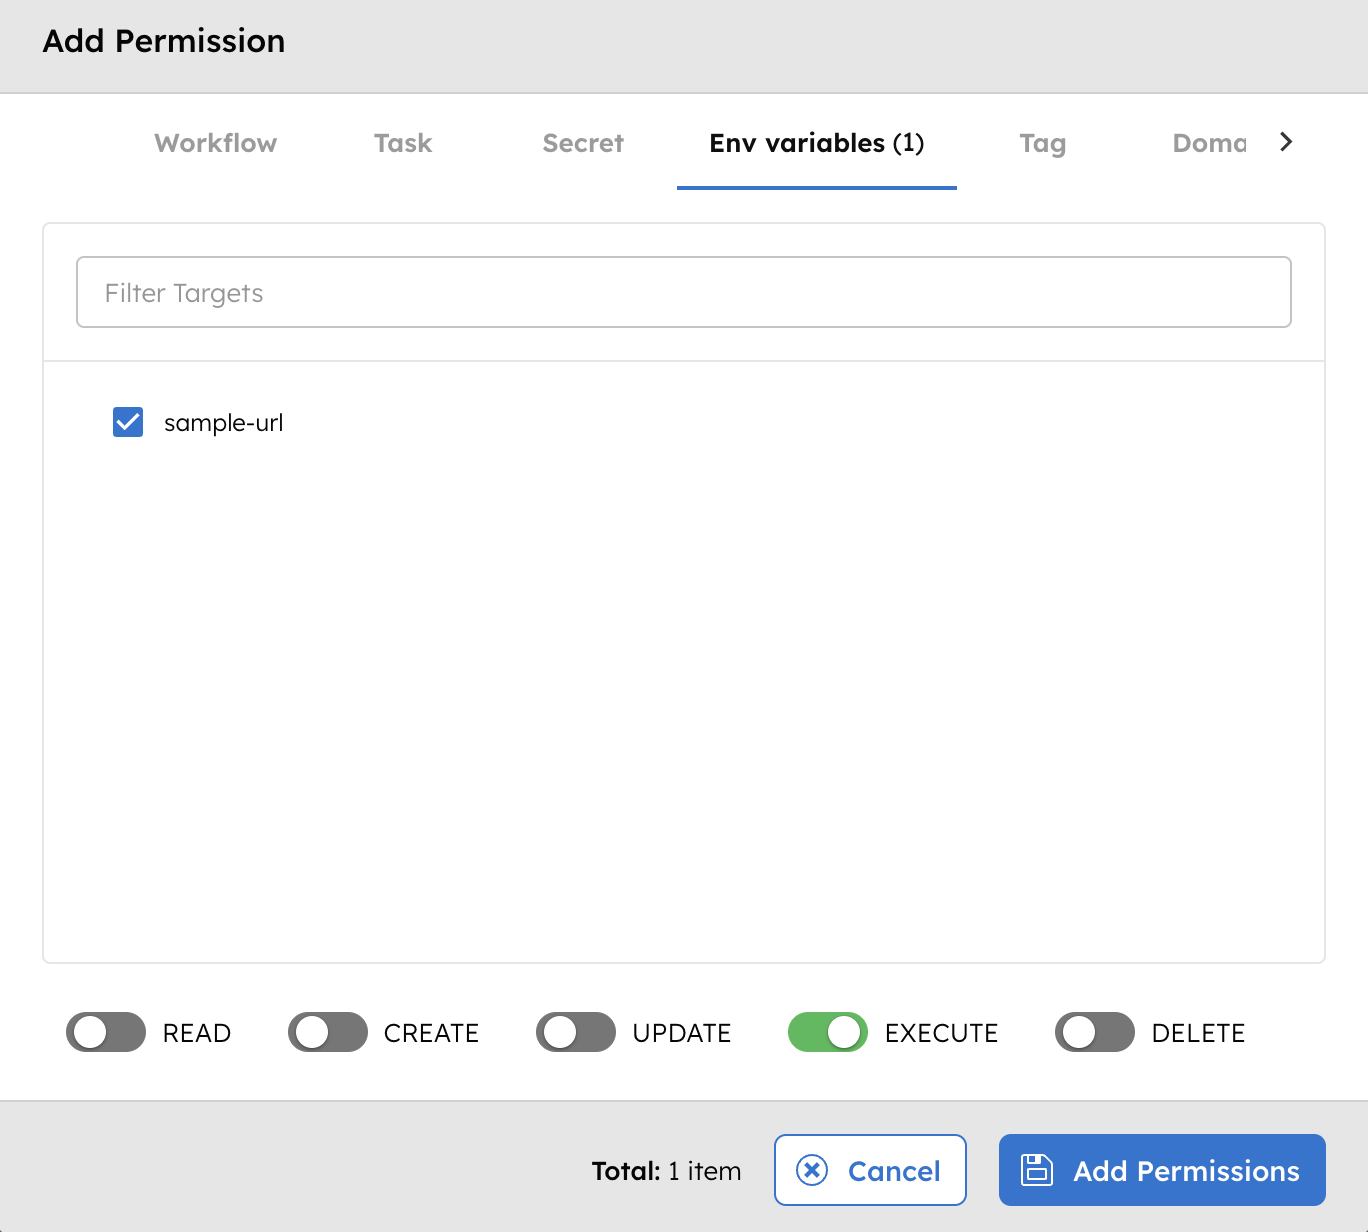 Add Permission
Workflow Task Secret Env variables (1) Tag Doma
Filter Targets
sample-url
READ CREATE UPDATE EXECUTE DELETE
Total: 1 item Cancel Add Permissions